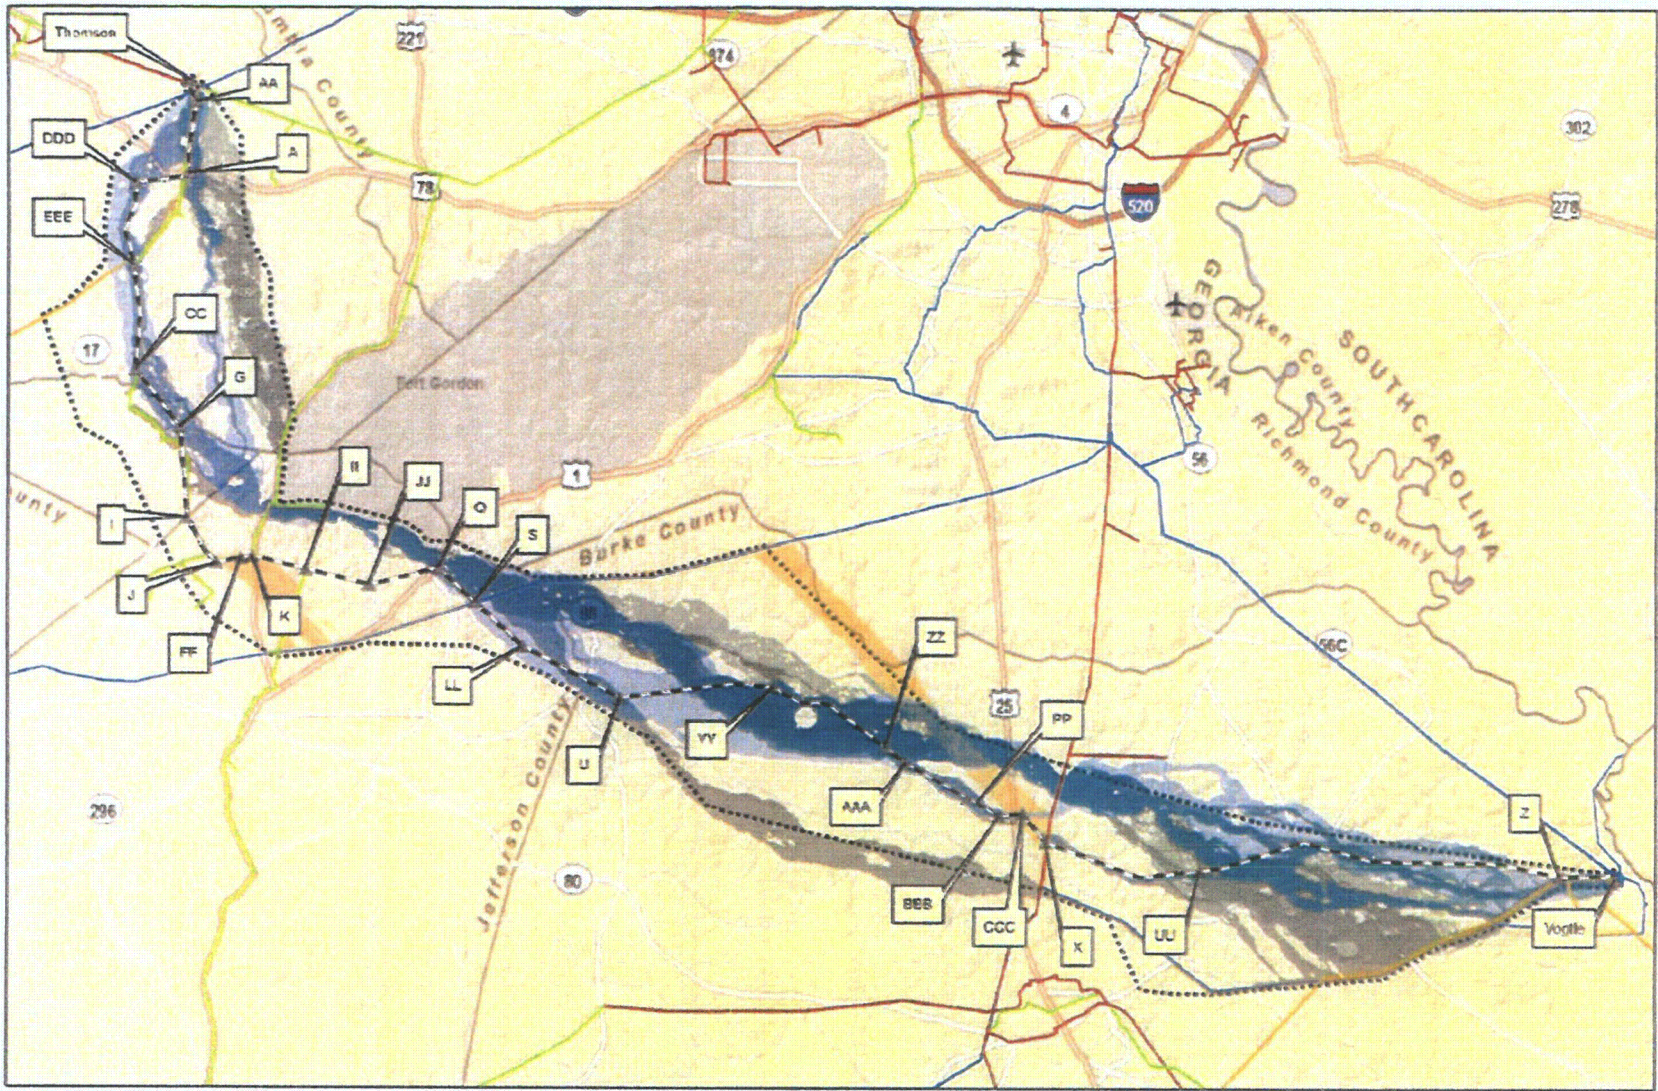 Thomson
AA
221
4
302
DDD
A
78
278
EEE
520
GEORGIA
Aiken County
SOUTH CAROLINA
CC
17
G
Fort Gordon
Richmond County
II
JJ
1
56
Q
S
I
Burke County
J
K
FF
ZZ
56C
LL
25
PP
VV
U
Jefferson County
296
AAA
Z
80
BBB
CCC
X
UU
Vogtle